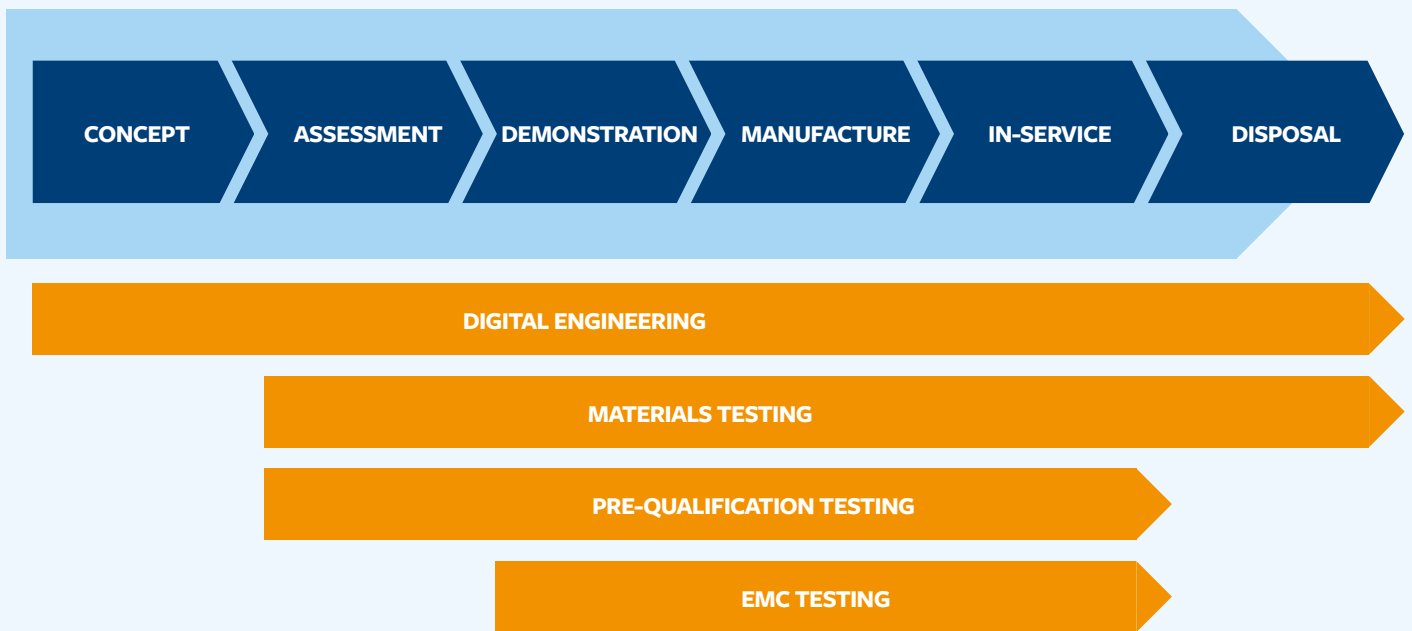 CONCEPT
ASSESSMENT
DEMONSTRATION
MANUFACTURE
IN-SERVICE
DISPOSAL
DIGITAL ENGINEERING
MATERIALS TESTING
PRE-QUALIFICATION TESTING
EMC TESTING